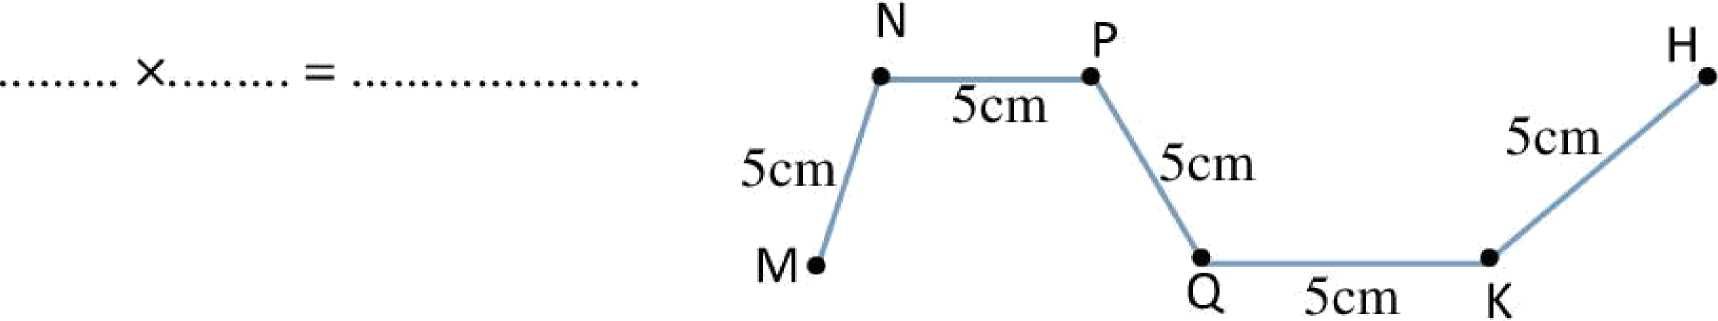 ......... ×......... = .....................
N
P
H
5cm
5cm
5cm
5cm
M
Q
5cm
K